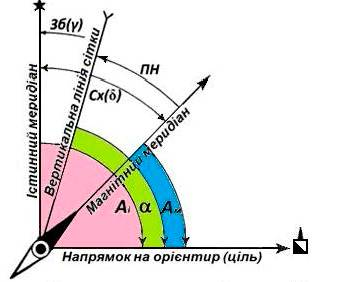 Зб(γ)
ПН
Сх(δ)
Істинний меридіан
Вертикальна лінія сітки
Магнітний меридіан
Аі α Ам
Напрямок на орієнтир (ціль)